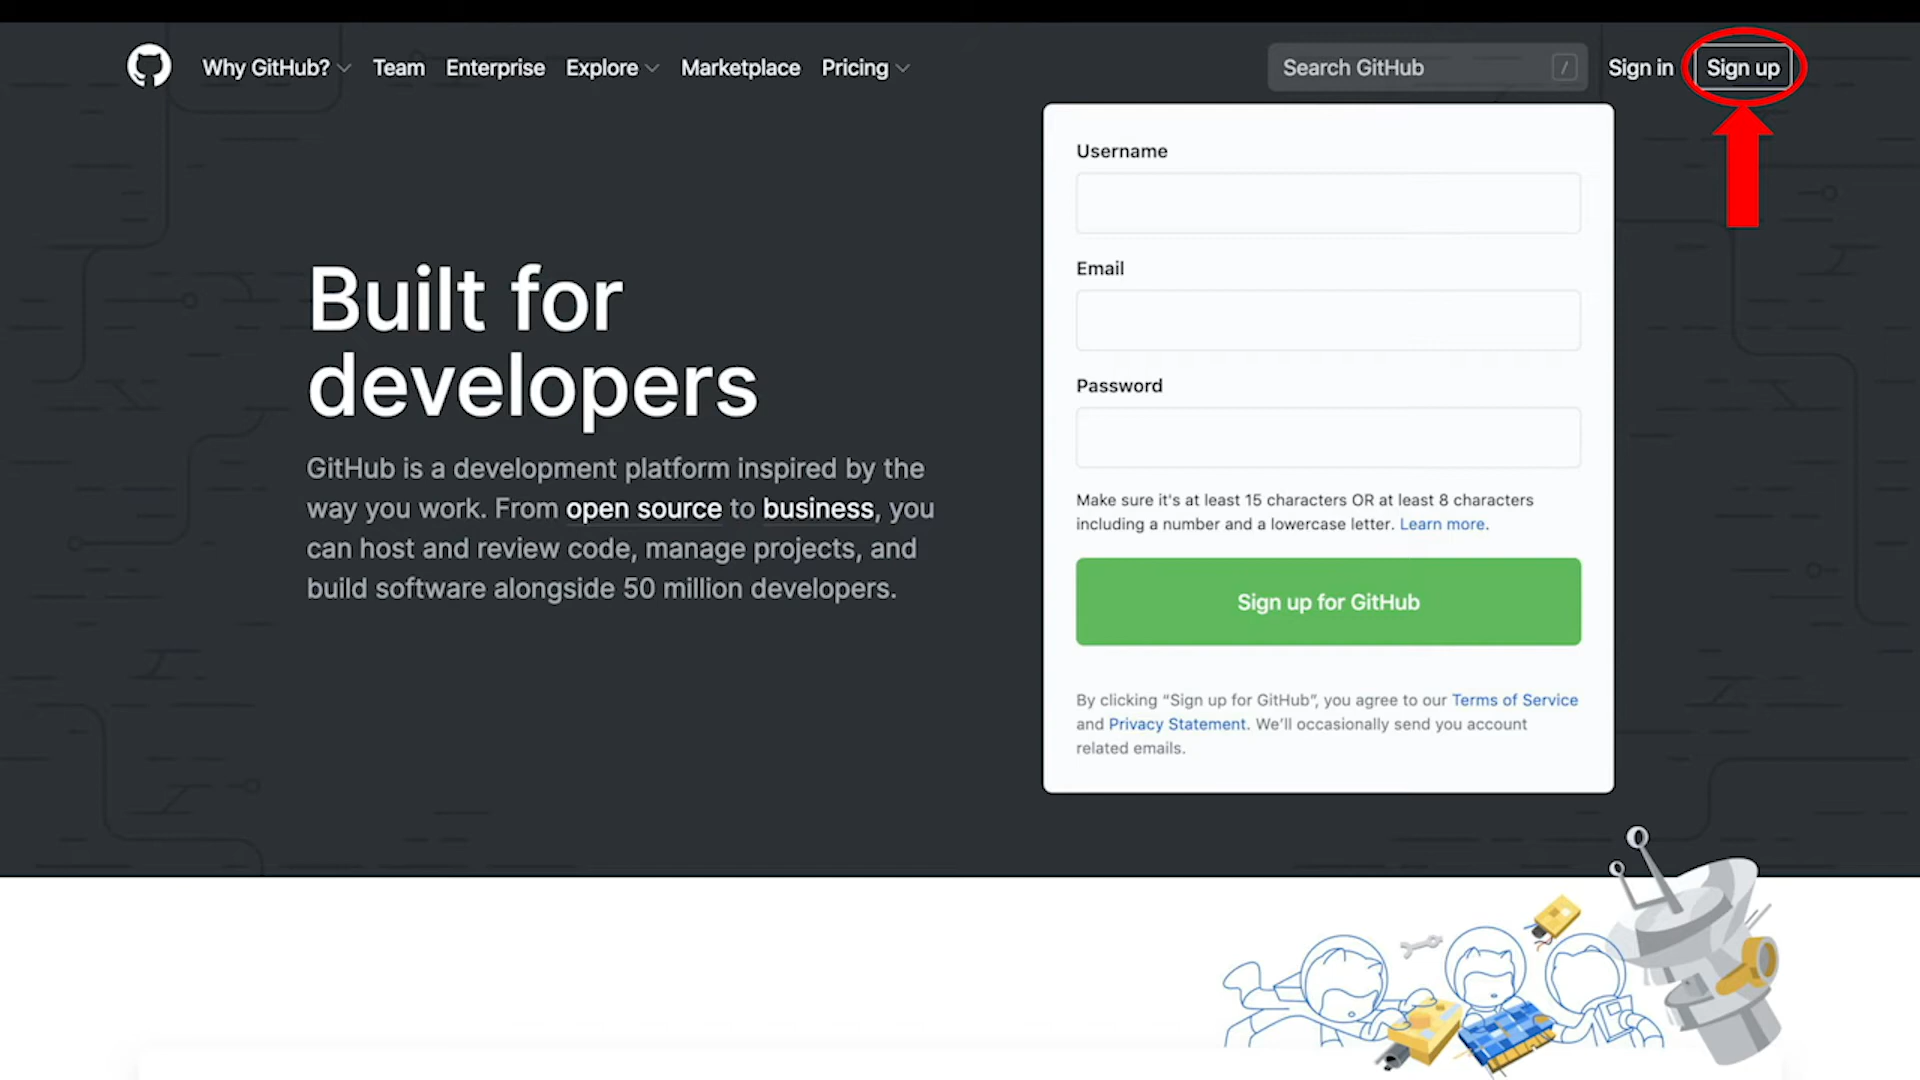 Why GitHub? Team Enterprise Explore Marketplace Pricing Search GitHub / Sign in Sign up
Built for
developers
GitHub is a development platform inspired by the
way you work. From open source to business, you
can host and review code, manage projects, and
build software alongside 50 million developers.
Username
Email
Password
Make sure it's at least 15 characters OR at least 8 characters
including a number and a lowercase letter. Learn more.
Sign up for GitHub
By clicking “Sign up for GitHub”, you agree to our Terms of Service
and Privacy Statement. We’ll occasionally send you account
related emails.